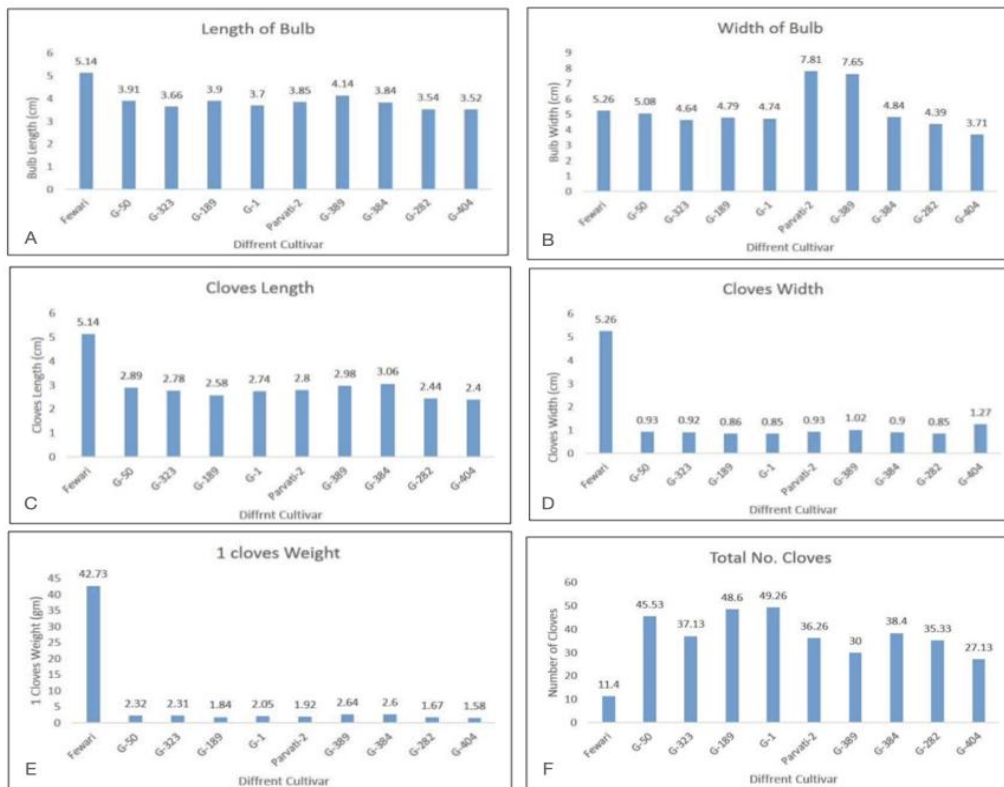 Length of Bulb
Bulb Length (cm)
6
5
4
3
2
1
0
5.14
3.91
3.66
3.9
3.7
3.85
4.14
3.84
3.54
3.52
Fewari
G-50
G-323
G-189
G-1
Parvati-2
G-389
G-384
G-282
G-404
A
Diffrent Cultivar
Width of Bulb
Bulb Width (cm)
9
8
7
6
5
4
3
2
1
0
5.26
5.08
4.64
4.79
4.74
7.81
7.65
4.84
4.39
3.71
Fewari
G-50
G-323
G-189
G-1
Parvati-2
G-389
G-384
G-282
G-404
B
Diffrent Cultivar
Cloves Length
Cloves Length (cm)
6
5
4
3
2
1
0
5.14
2.89
2.78
2.58
2.74
2.8
2.98
3.06
2.44
2.4
Fewari
G-50
G-323
G-189
G-1
Parvati-2
G-389
G-384
G-282
G-404
C
Diffrnt Cultivar
Cloves Width
Cloves Width (cm)
6
5
4
3
2
1
0
5.26
0.93
0.92
0.86
0.85
0.93
1.02
0.9
0.85
1.27
Fewari
G-50
G-323
G-189
G-1
Parvati-2
G-389
G-384
G-282
G-404
D
Diffrent Cultivar
1 cloves Weight
1 Cloves Weight (gm)
45
40
35
30
25
20
15
10
5
0
42.73
2.32
2.31
1.84
2.05
1.92
2.64
2.6
1.67
1.58
Fewari
G-50
G-323
G-189
G-1
Parvati-2
G-389
G-384
G-282
G-404
E
Diffrent Cultivar
Total No. Cloves
Number of Cloves
60
50
40
30
20
10
0
11.4
45.53
37.13
48.6
49.26
36.26
30
38.4
35.33
27.13
Fewari
G-50
G-323
G-189
G-1
Parvati-2
G-389
G-384
G-282
G-404
F
Diffrent Cultivar